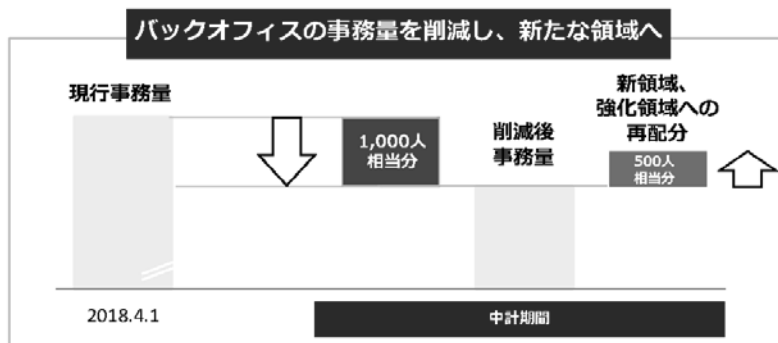 バックオフィスの事務量を削減し、新たな領域へ
現行事務量
1,000人
相当分
削減後
事務量
新領域、
強化領域への
再配分
500人
相当分
2018.4.1
中計期間